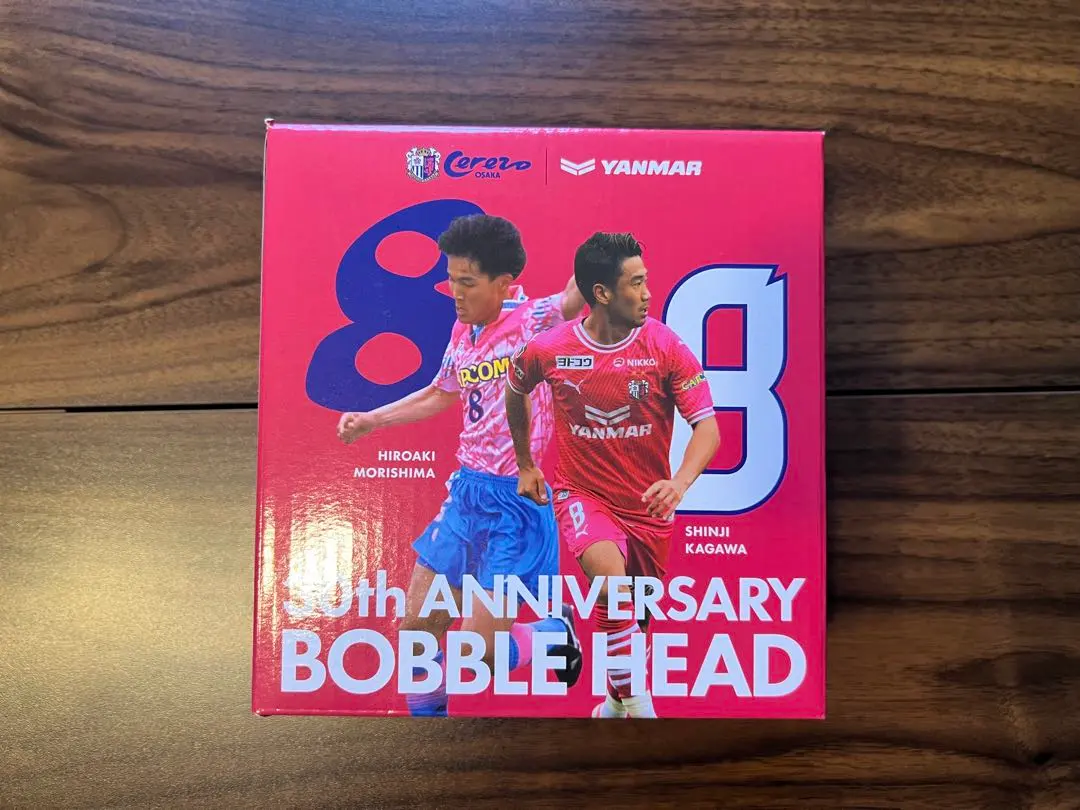 Cerezo
OSAKA
YANMAR
8
8
RCOM
8
ヨドコウ
NIKKO
YANMAR
8
HIROAKI
MORISHIMA
SHINJI
KAGAWA
30th ANNIVERSARY
BOBBLE HEAD